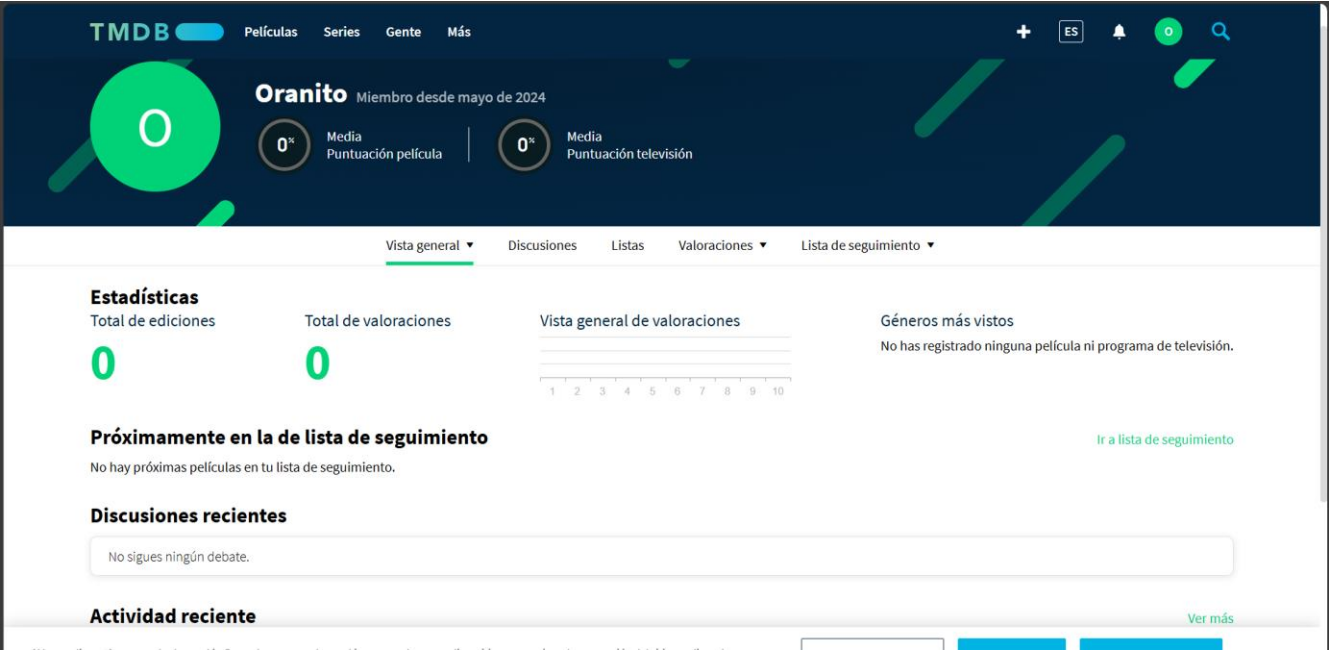 TMDB Películas Series Gente Más ES O
O
Oranito Miembro desde mayo de 2024
0% Media Puntuación película 0% Media Puntuación televisión
Vista general Discusiones Listas Valoraciones Lista de seguimiento
Estadísticas
Total de ediciones Total de valoraciones Vista general de valoraciones Géneros más vistos
0 0 No has registrado ninguna película ni programa de televisión.
1 2 3 4 5 6 7 8 9 10
Próximamente en la de lista de seguimiento Ir a lista de seguimiento
No hay próximas películas en tu lista de seguimiento.
Discusiones recientes
No sigues ningún debate.
Actividad reciente Ver más